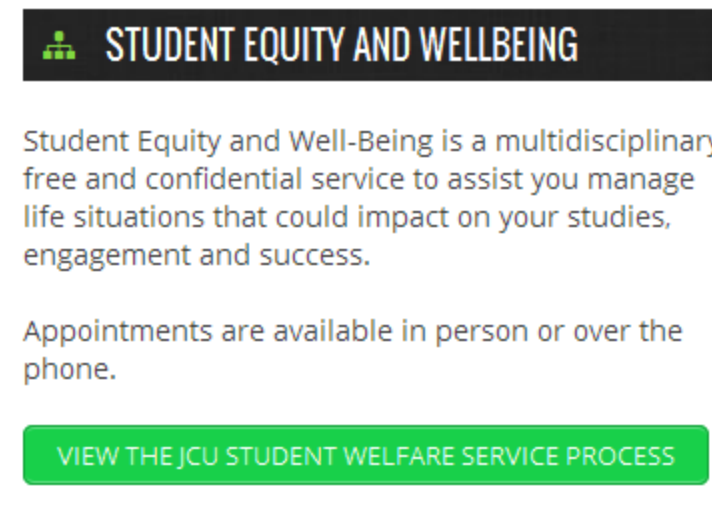 STUDENT EQUITY AND WELLBEING
Student Equity and Well-Being is a multidisciplinary
free and confidential service to assist you manage
life situations that could impact on your studies,
engagement and success.
Appointments are available in person or over the
phone.
VIEW THE JCU STUDENT WELFARE SERVICE PROCESS